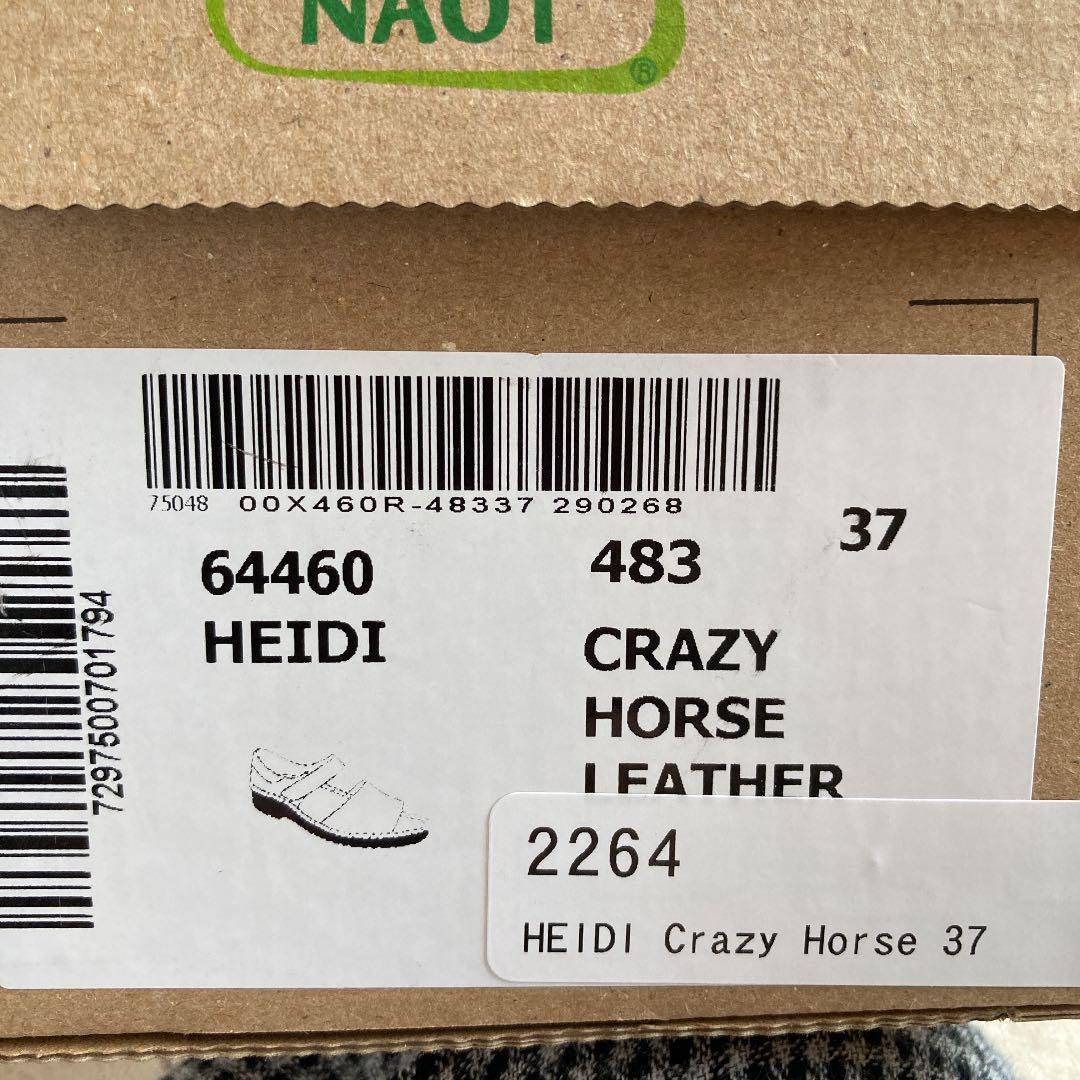 NAOT
®
75048 00X460R-48337 290268
37
64460
HEIDI
483
CRAZY
HORSE
LEATHER
7297500701794
2264
HEIDI Crazy Horse 37